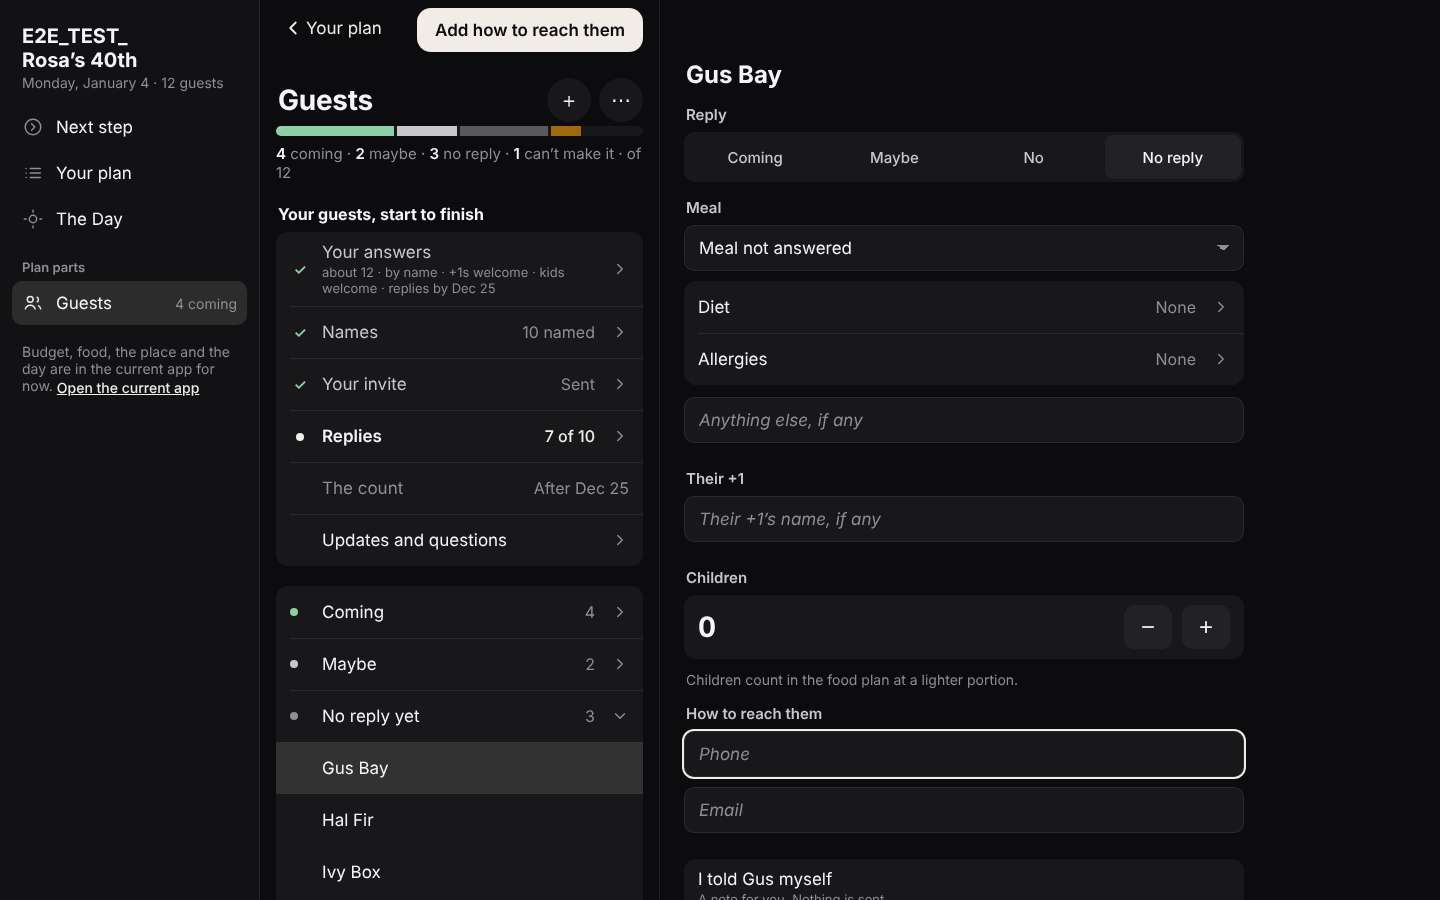 E2E_TEST_
Rosa’s 40th
Monday, January 4 · 12 guests
Next step
Your plan
The Day
Plan parts
Guests 4 coming
Budget, food, the place and the
day are in the current app for
now. Open the current app
Your plan
Add how to reach them
Guests
4 coming · 2 maybe · 3 no reply · 1 can’t make it · of
12
Your guests, start to finish
Your answers
about 12 · by name · +1s welcome · kids
welcome · replies by Dec 25
Names 10 named
Your invite Sent
Replies 7 of 10
The count After Dec 25
Updates and questions
Coming 4
Maybe 2
No reply yet 3
Gus Bay
Hal Fir
Ivy Box
Gus Bay
Reply
Coming Maybe No No reply
Meal
Meal not answered
Diet None
Allergies None
Anything else, if any
Their +1
Their +1’s name, if any
Children
0
Children count in the food plan at a lighter portion.
How to reach them
Phone
Email
I told Gus myself
A note for you. Nothing is sent.